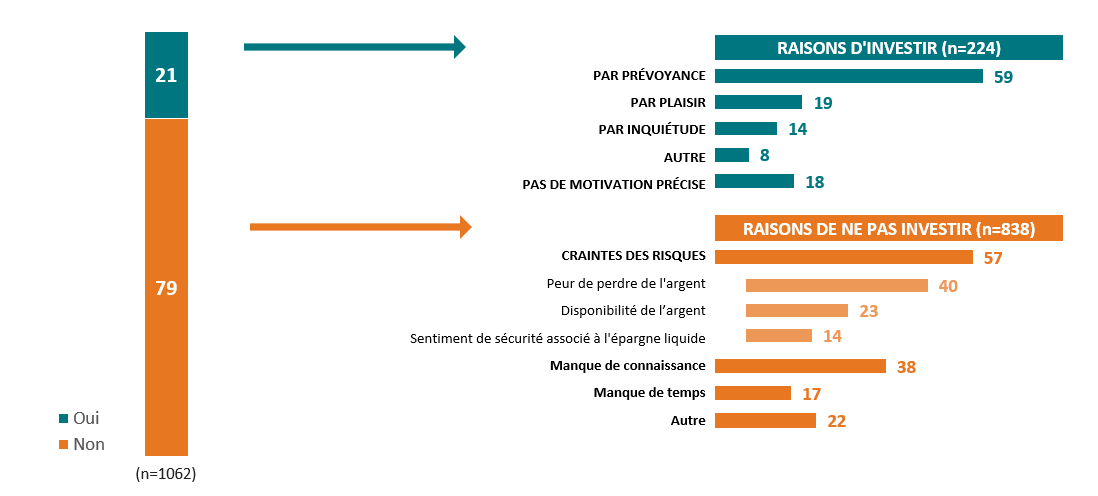 21
79
Oui
Non
(n=1062)
RAISONS D'INVESTIR (n=224)
PAR PRÉVOYANCE 59
PAR PLAISIR 19
PAR INQUIÉTUDE 14
AUTRE 8
PAS DE MOTIVATION PRÉCISE 18
RAISONS DE NE PAS INVESTIR (n=838)
CRAINTES DES RISQUES 57
Peur de perdre de l'argent 40
Disponibilité de l’argent 23
Sentiment de sécurité associé à l'épargne liquide 14
Manque de connaissance 38
Manque de temps 17
Autre 22